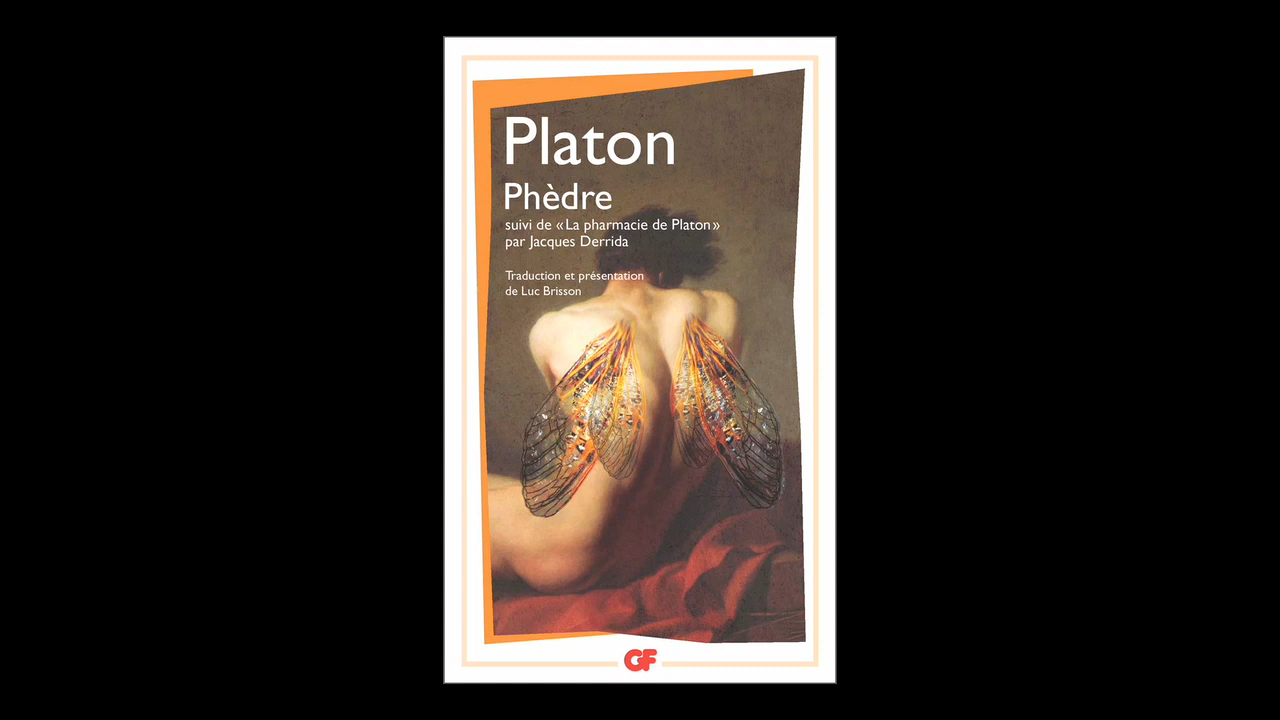 Platon
Phèdre
suivi de « La pharmacie de Platon »
par Jacques Derrida
Traduction et présentation
de Luc Brisson
GF